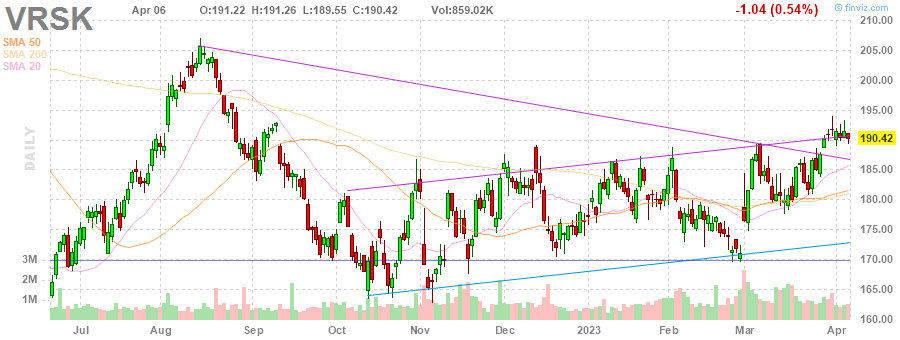 VRSK
Apr 06 O:191.22 H:191.26 L:189.55 C:190.42 Vol:859.02K -1.04 (0.54%)
© finviz.com
SMA 50
SMA 200
SMA 20
DAILY
210.00
205.00
200.00
195.00
190.42
185.00
180.00
175.00
170.00
165.00
160.00
3M
2M
1M
Jul Aug Sep Oct Nov Dec 2023 Feb Mar Apr